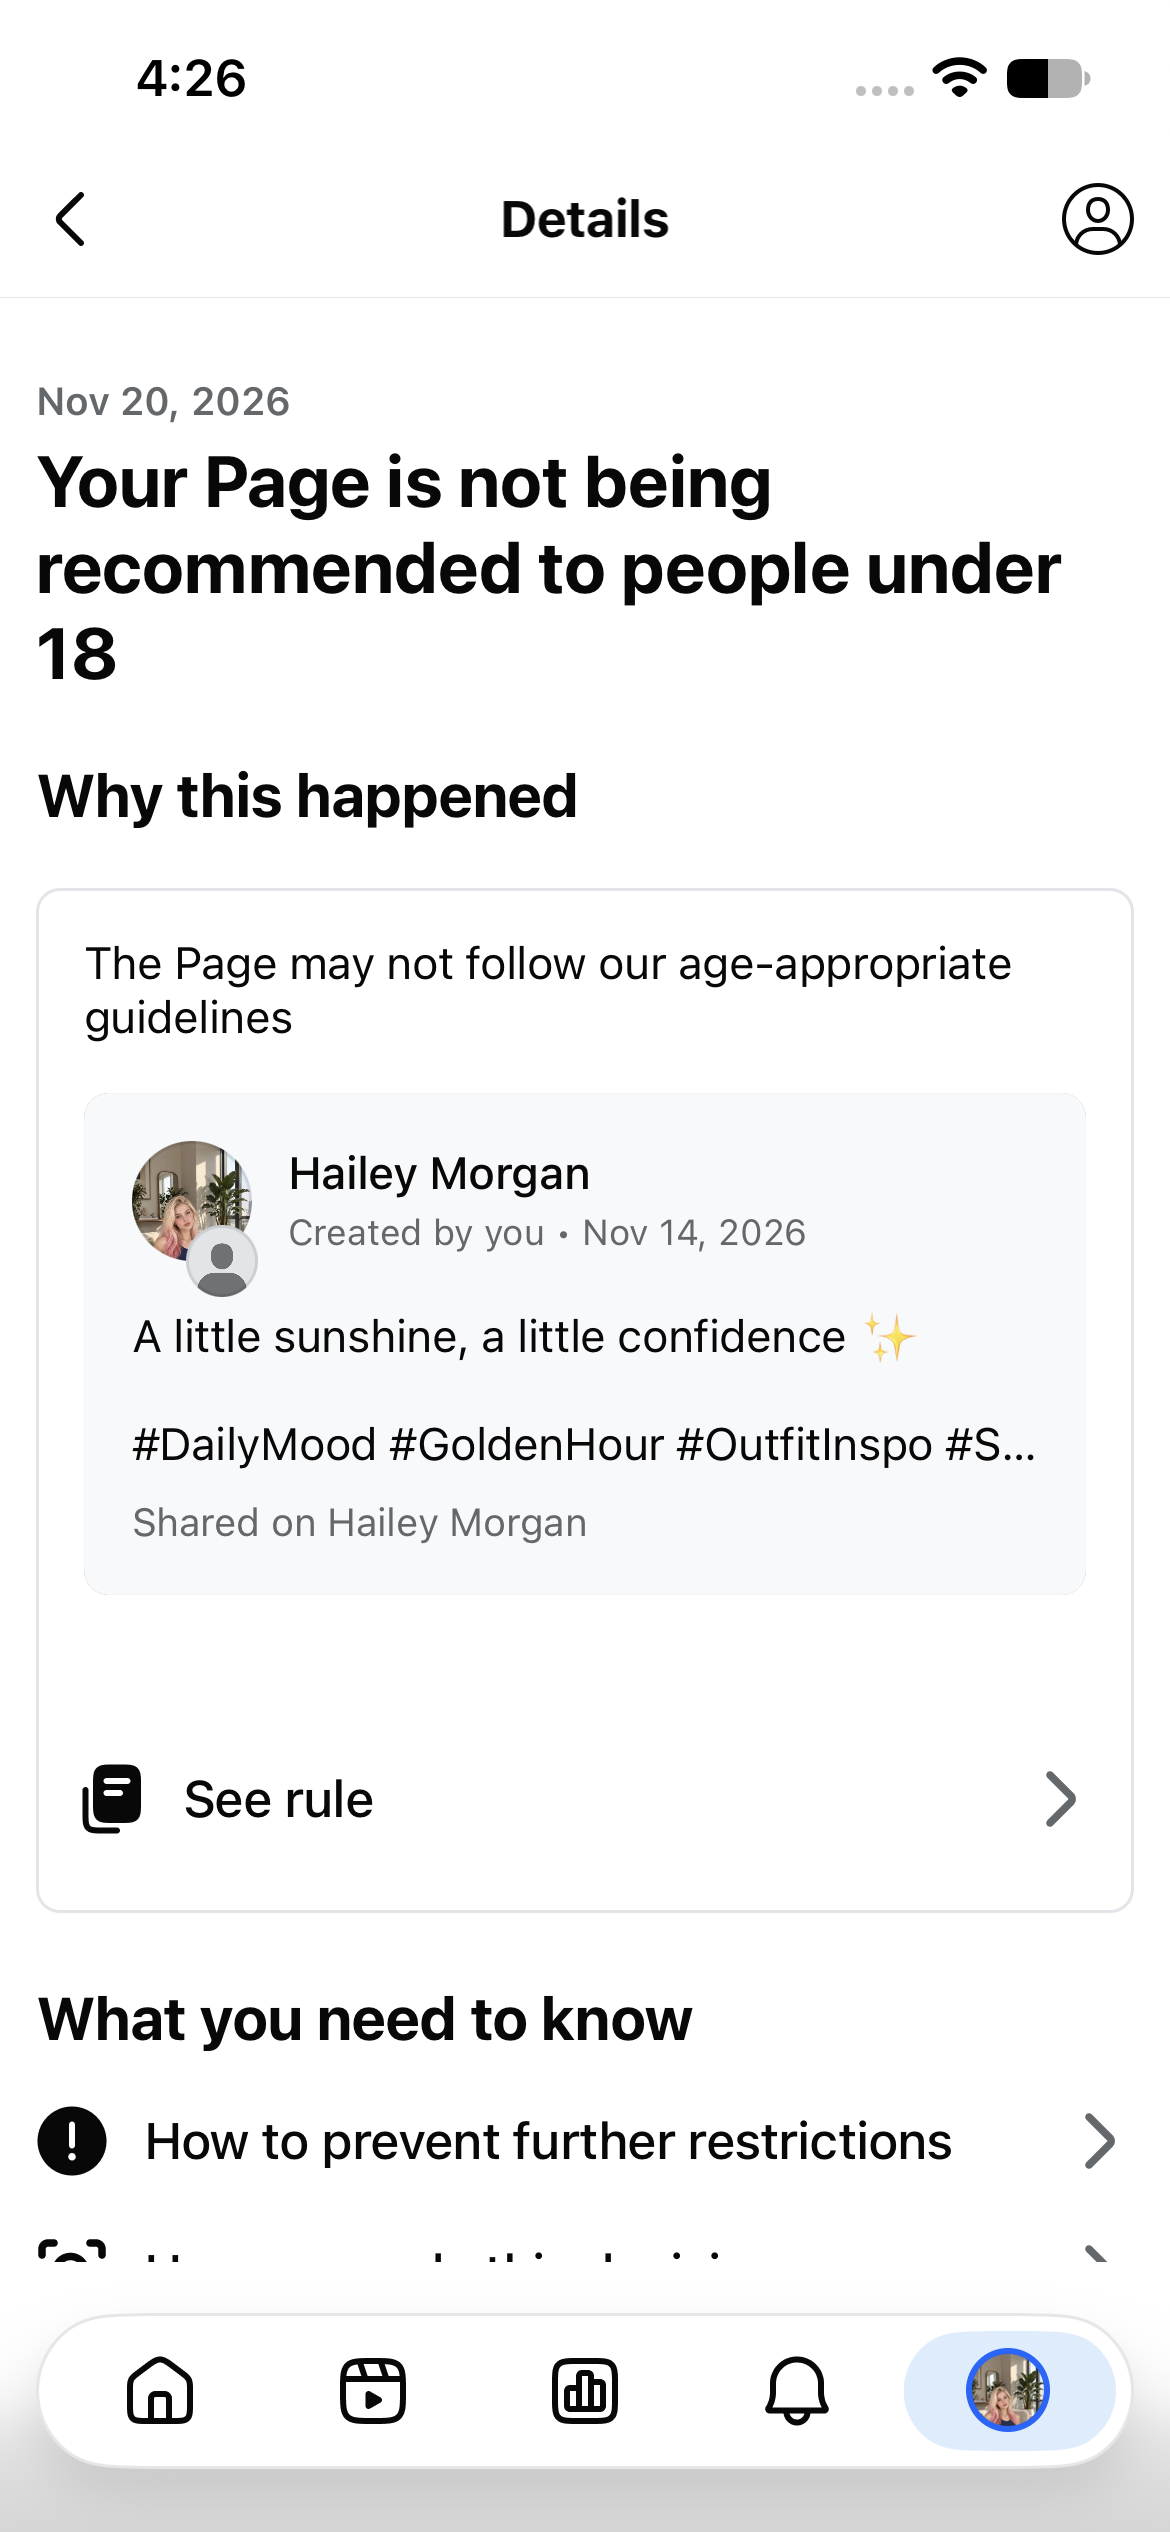 4:26
Details
Nov 20, 2026
Your Page is not being
recommended to people under
18
Why this happened
The Page may not follow our age-appropriate
guidelines
Hailey Morgan
Created by you • Nov 14, 2026
A little sunshine, a little confidence ✨
#DailyMood #GoldenHour #OutfitInspo #S...
Shared on Hailey Morgan
See rule
What you need to know
How to prevent further restrictions